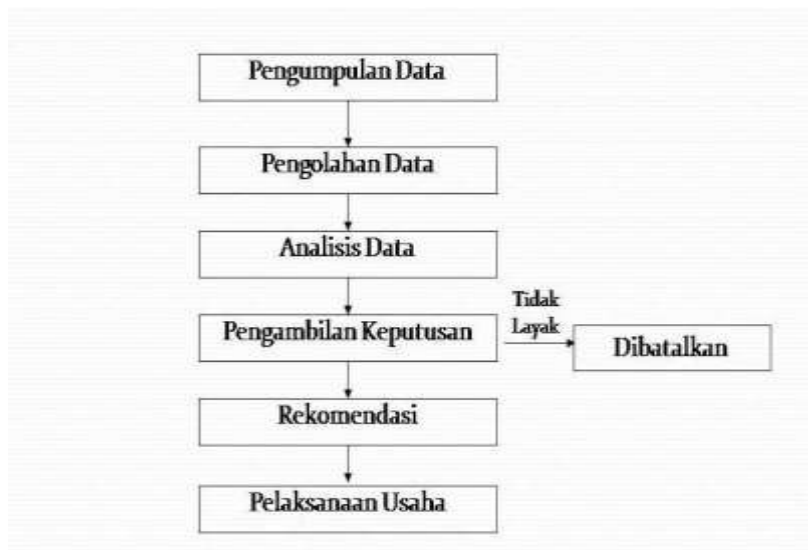 Pengumpulan Data
Pengolahan Data
Analisis Data
Pengambilan Keputusan
Tidak
Layak
Dibatalkan
Rekomendasi
Pelaksanaan Usaha